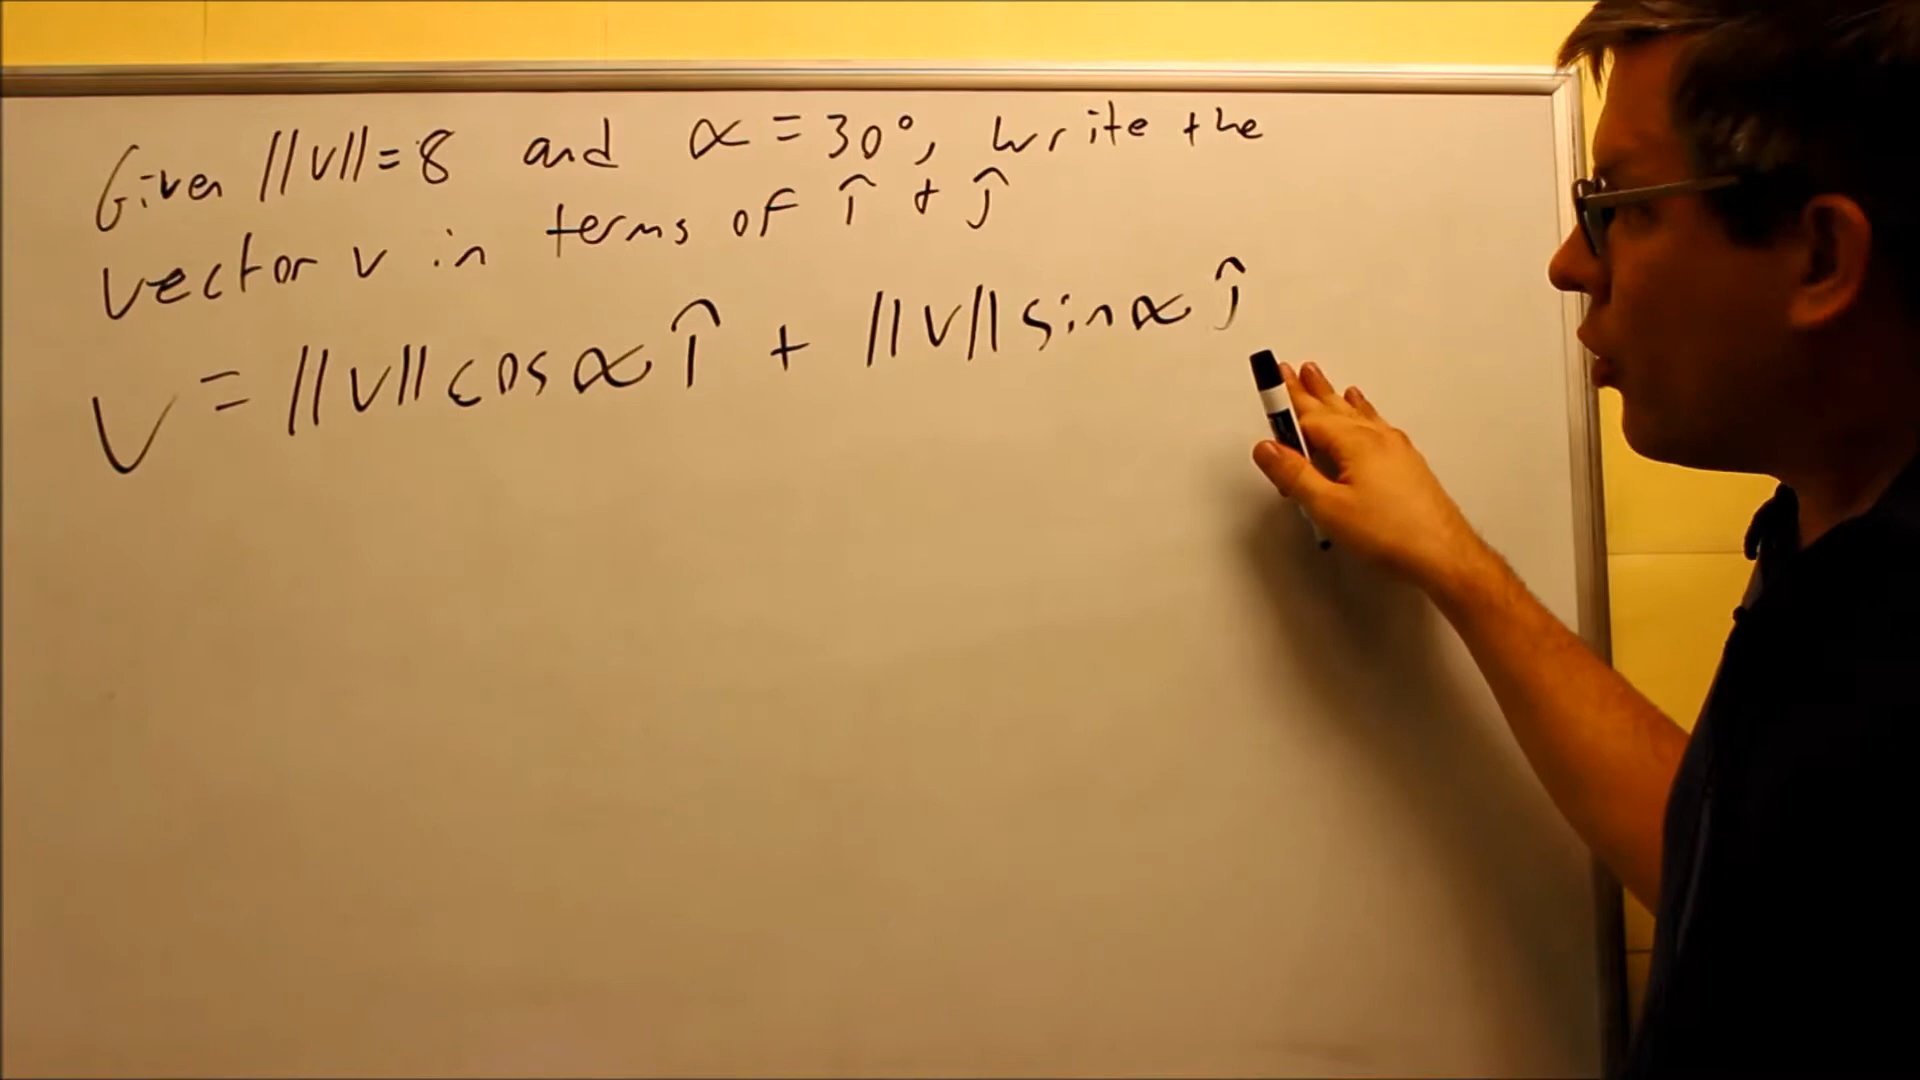 Given ||v||=8 and α=30°, write the
vector v in terms of î + ĵ
V = ||v|| cos α î + ||v|| sin α ĵ